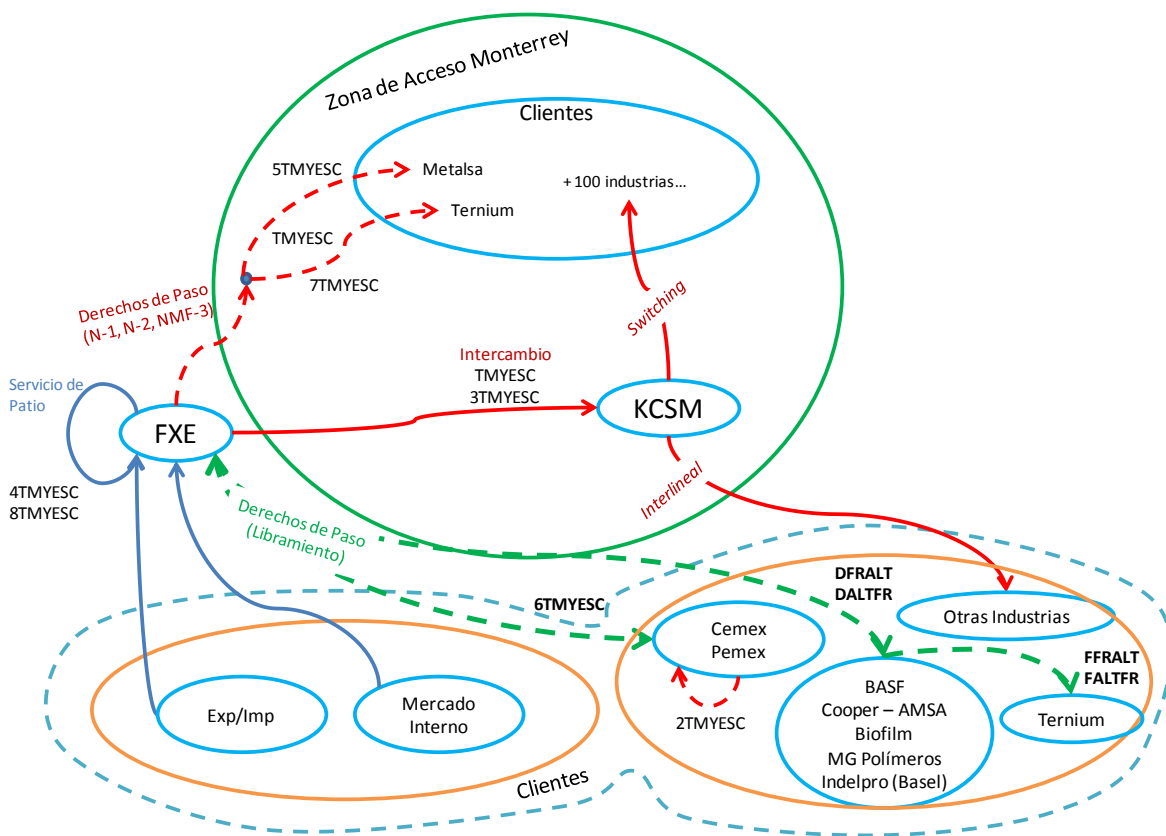 Zona de Acceso Monterrey
Clientes
5TMYESC
Metalsa
+100 industrias...
Ternium
TMYESC
7TMYESC
Derechos de Paso
(N-1, N-2, NMF-3)
Switching
Intercambio
TMYESC
3TMYESC
Servicio de
Patio
FXE
KCSM
4TMYESC
8TMYESC
Interlineal
Derechos de Paso
(Libramiento)
6TMYESC
DFRALT
DALTFR
Otras Industrias
Cemex
Pemex
FFRALT
FALTFR
2TMYESC
BASF
Cooper – AMSA
Biofilm
MG Polímeros
Indelpro (Basel)
Ternium
Exp/Imp
Mercado
Interno
Clientes